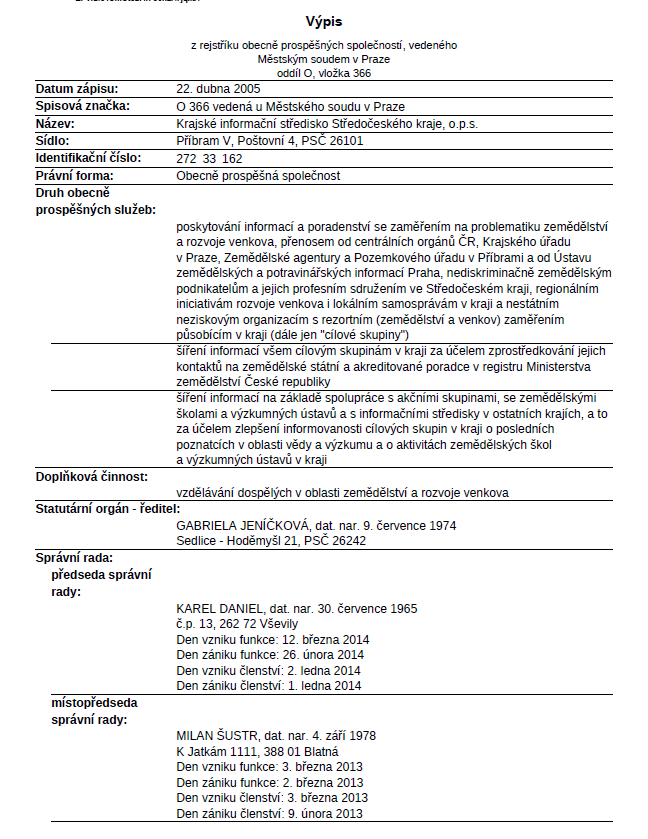 Výpis
z rejstříku obecně prospěšných společností, vedeného
Městským soudem v Praze
oddíl O, vložka 366
Datum zápisu: 22. dubna 2005
Spisová značka: O 366 vedená u Městského soudu v Praze
Název: Krajské informační středisko Středočeského kraje, o.p.s.
Sídlo: Příbram V, Poštovní 4, PSČ 26101
Identifikační číslo: 272 33 162
Právní forma: Obecně prospěšná společnost
Druh obecně
prospěšných služeb:
poskytování informací a poradenství se zaměřením na problematiku zemědělství
a rozvoje venkova, přenosem od centrálních orgánů ČR, Krajského úřadu
v Praze, Zemědělské agentury a Pozemkového úřadu v Příbrami a od Ústavu
zemědělských a potravinářských informací Praha, nediskriminačně zemědělským
podnikatelům a jejich profesním sdružením ve Středočeském kraji, regionálním
iniciativám rozvoje venkova i lokálním samosprávám v kraji a nestátním
neziskovým organizacím s rezortním (zemědělství a venkov) zaměřením
působícím v kraji (dále jen "cílové skupiny")
šíření informací všem cílovým skupinám v kraji za účelem zprostředkování jejich
kontaktů na zemědělské státní a akreditované poradce v registru Ministerstva
zemědělství České republiky
šíření informací na základě spolupráce s akčními skupinami, se zemědělskými
školami a výzkumných ústavů a s informačními středisky v ostatních krajích, a to
za účelem zlepšení informovanosti cílových skupin v kraji o posledních
poznatcích v oblasti vědy a výzkumu a o aktivitách zemědělských škol
a výzkumných ústavů v kraji
Doplňková činnost:
vzdělávání dospělých v oblasti zemědělství a rozvoje venkova
Statutární orgán - ředitel:
GABRIELA JENÍČKOVÁ, dat. nar. 9. července 1974
Sedlice - Hoděmyšl 21, PSČ 26242
Správní rada:
předseda správní
rady:
KAREL DANIEL, dat. nar. 30. července 1965
č.p. 13, 262 72 Vševily
Den vzniku funkce: 12. března 2014
Den zániku funkce: 26. února 2014
Den vzniku členství: 2. ledna 2014
Den zániku členství: 1. ledna 2014
místopředseda
správní rady:
MILAN ŠUSTR, dat. nar. 4. září 1978
K Jatkám 1111, 388 01 Blatná
Den vzniku funkce: 3. března 2013
Den zániku funkce: 2. března 2013
Den vzniku členství: 3. března 2013
Den zániku členství: 9. února 2013